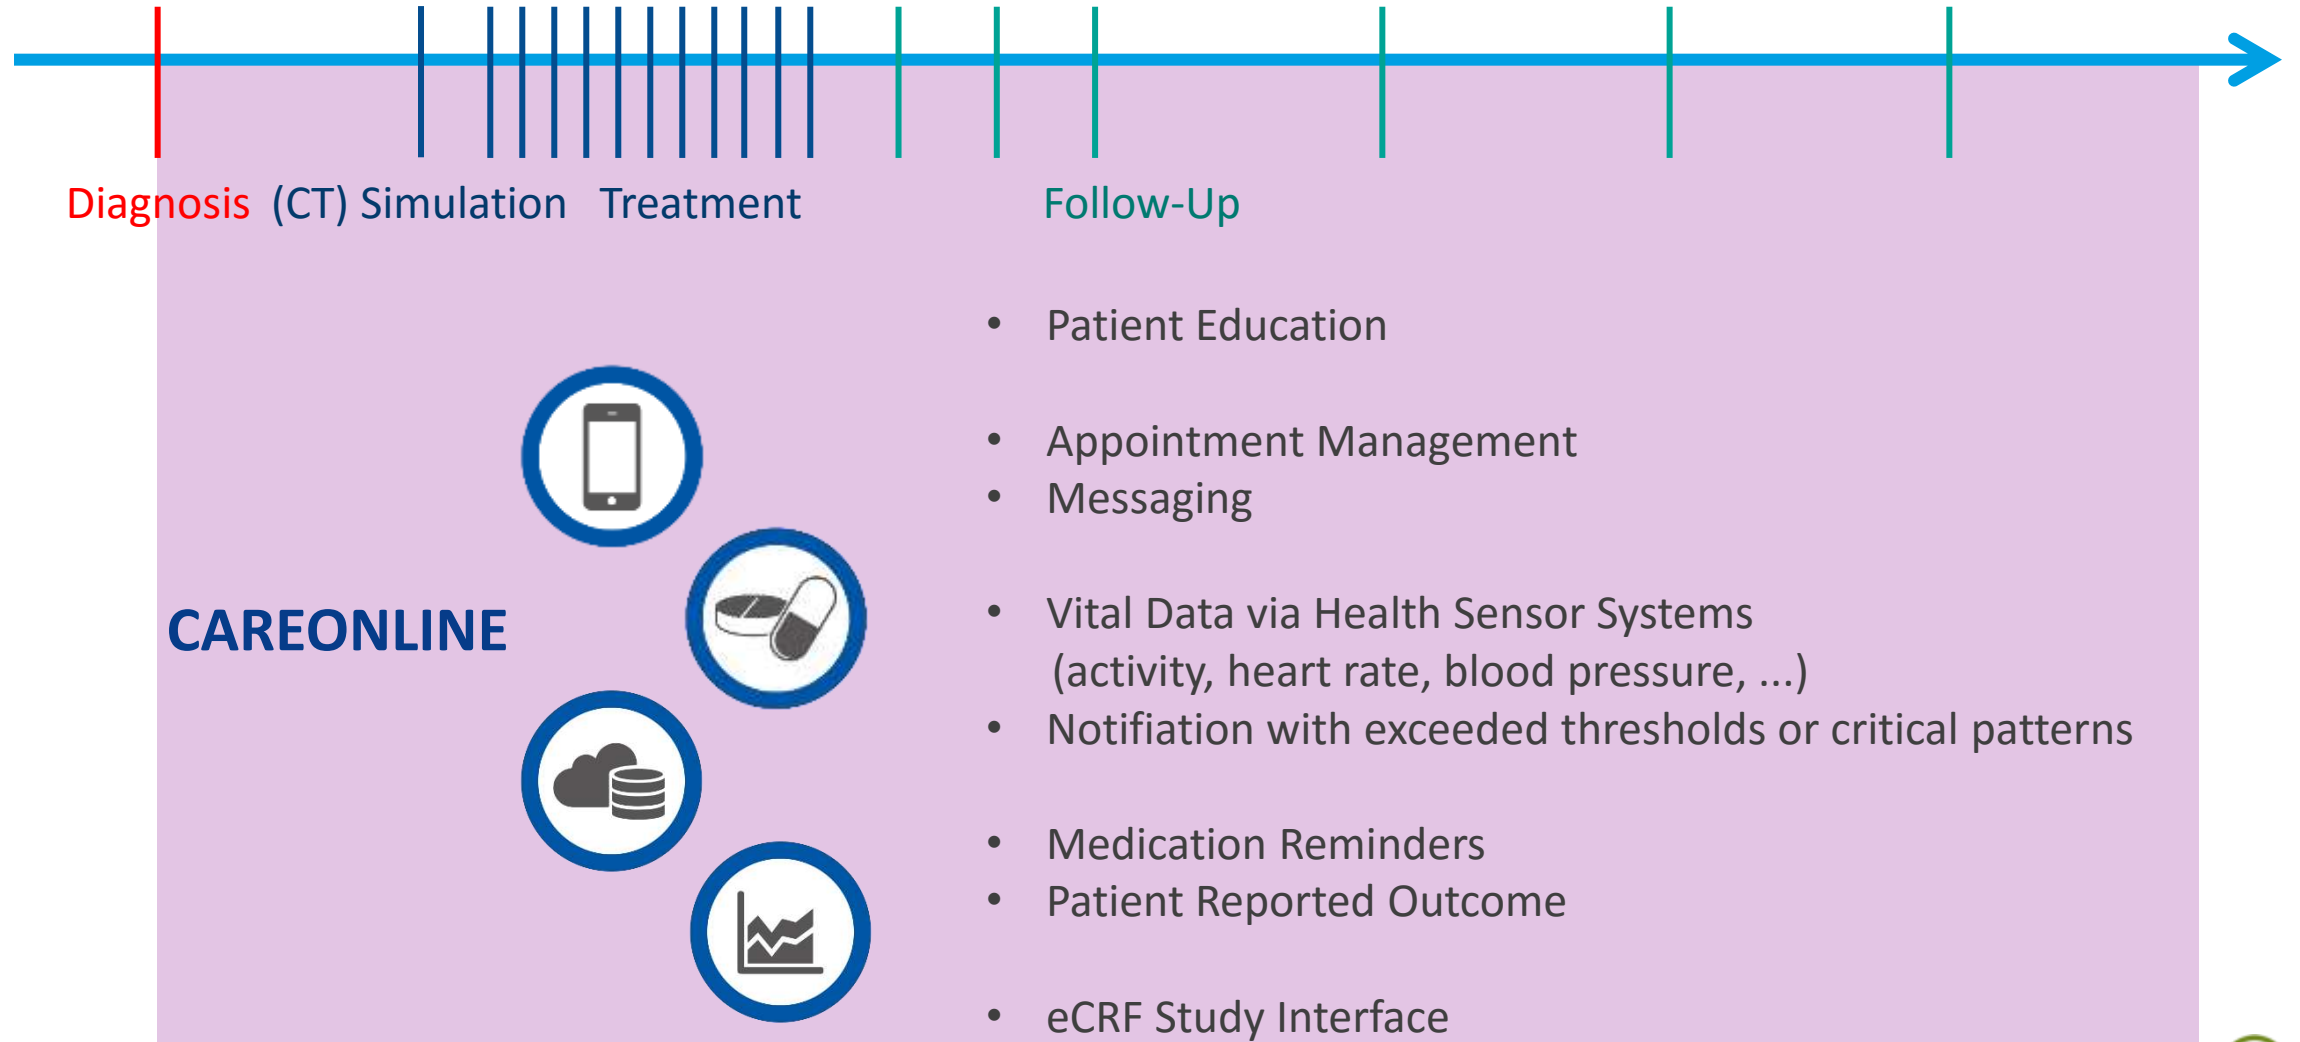 Diagnosis (CT) Simulation Treatment Follow-Up
• Patient Education
• Appointment Management
• Messaging
CAREONLINE
• Vital Data via Health Sensor Systems
(activity, heart rate, blood pressure, ...)
• Notifiation with exceeded thresholds or critical patterns
• Medication Reminders
• Patient Reported Outcome
• eCRF Study Interface